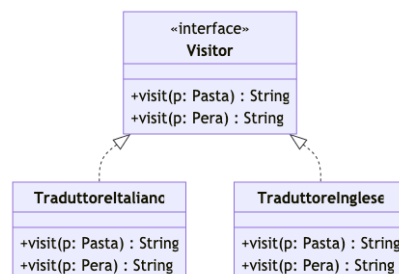 «interface»
Visitor
+visit(p: Pasta) : String
+visit(p: Pera) : String
TraduttoreItaliano
+visit(p: Pasta) : String
+visit(p: Pera) : String
TraduttoreInglese
+visit(p: Pasta) : String
+visit(p: Pera) : String